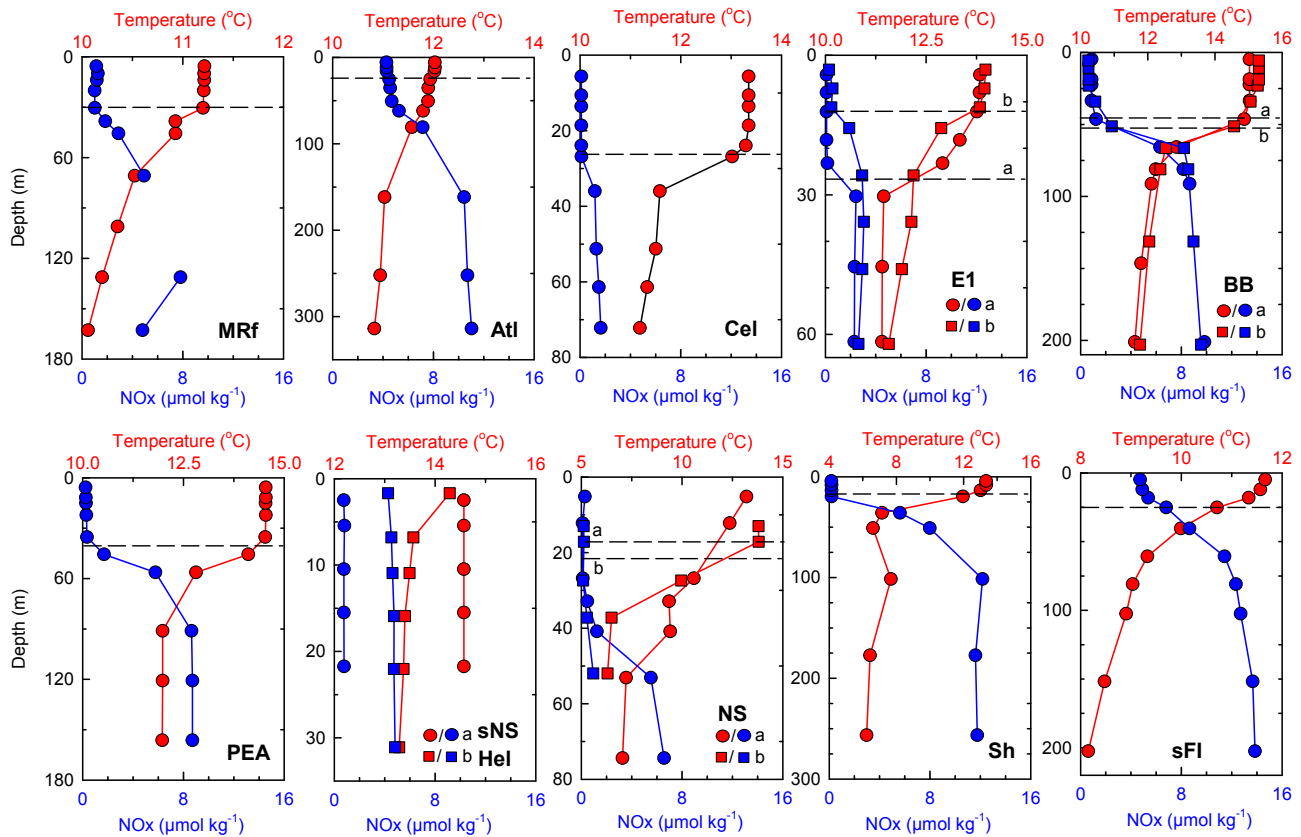 Temperature (°C)
10 11 12
0
60
120
180
Depth (m)
MRf
0 8 16
NOx (µmol kg⁻¹)
Temperature (°C)
10 12 14
0
100
200
300
Atl
0 8 16
NOx (µmol kg⁻¹)
Temperature (°C)
10 12 14
0
20
40
60
80
Cel
0 8 16
NOx (µmol kg⁻¹)
Temperature (°C)
10.0 12.5 15.0
0
30
60
b
a
E1
/ a
/ b
0 8 16
NOx (µmol kg⁻¹)
Temperature (°C)
10 12 14 16
0
100
200
a
b
BB
/ a
/ b
0 8 16
NOx (µmol kg⁻¹)
Temperature (°C)
10.0 12.5 15.0
0
60
120
180
Depth (m)
PEA
0 8 16
NOx (µmol kg⁻¹)
Temperature (°C)
12 14 16
0
10
20
30
/ a sNS
/ b Hel
0 8 16
NOx (µmol kg⁻¹)
Temperature (°C)
5 10 15
0
20
40
60
80
a
b
NS
/ a
/ b
0 8 16
NOx (µmol kg⁻¹)
Temperature (°C)
4 8 12 16
0
100
200
300
Sh
0 8 16
NOx (µmol kg⁻¹)
Temperature (°C)
8 10 12
0
100
200
sFI
0 8 16
NOx (µmol kg⁻¹)